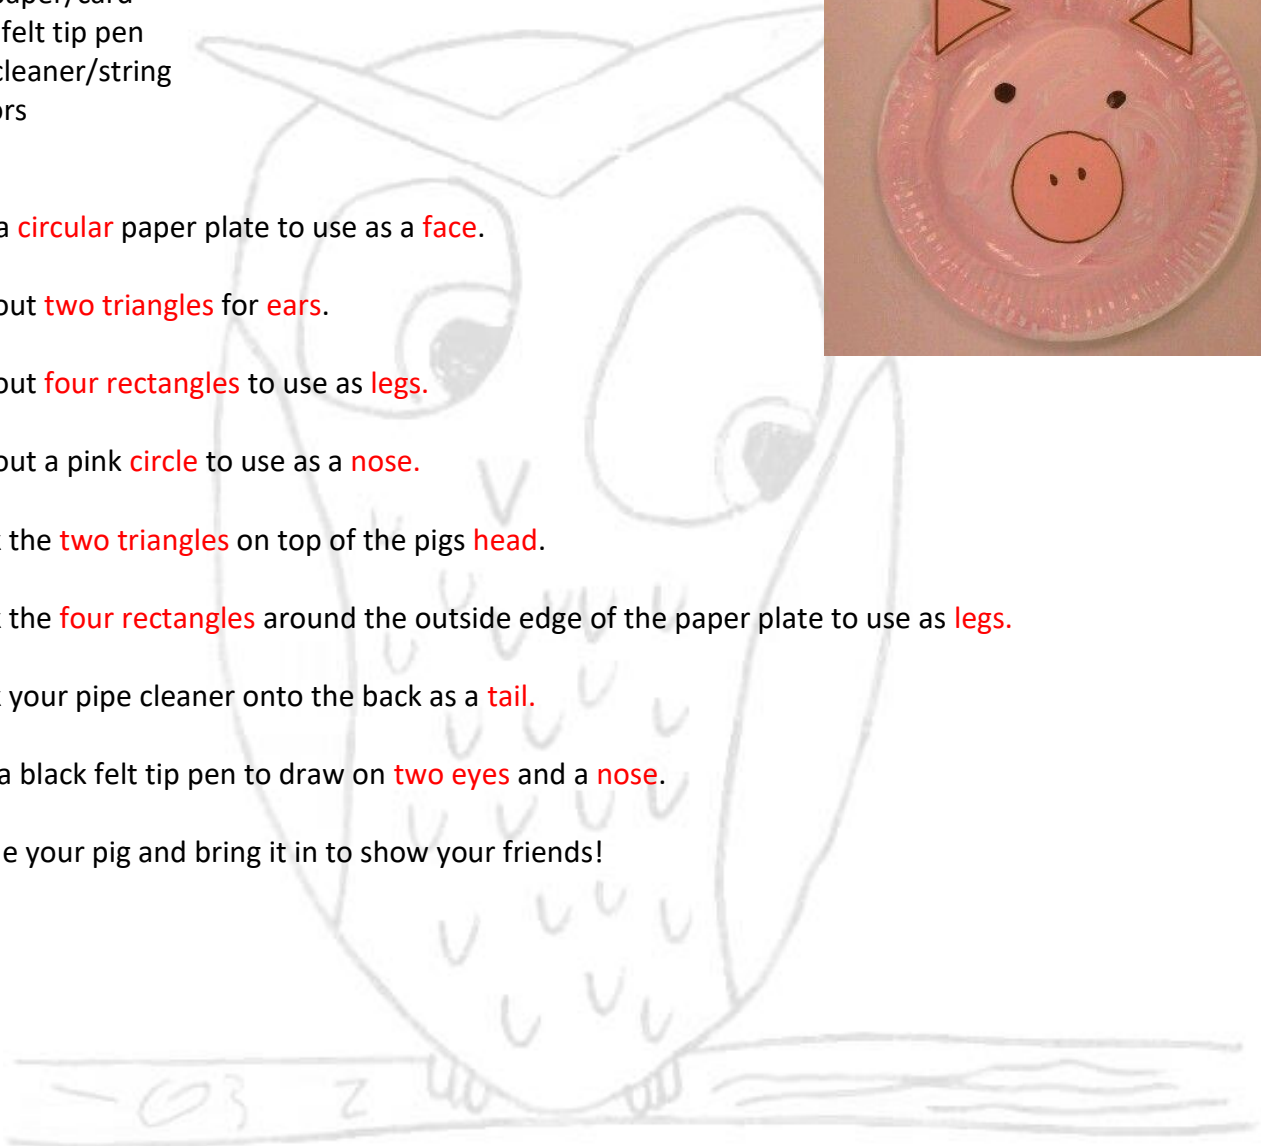 paper/card
felt tip pen
cleaner/string
ors
a circular paper plate to use as a face.
out two triangles for ears.
out four rectangles to use as legs.
out a pink circle to use as a nose.
the two triangles on top of the pigs head.
the four rectangles around the outside edge of the paper plate to use as legs.
your pipe cleaner onto the back as a tail.
a black felt tip pen to draw on two eyes and a nose.
e your pig and bring it in to show your friends!